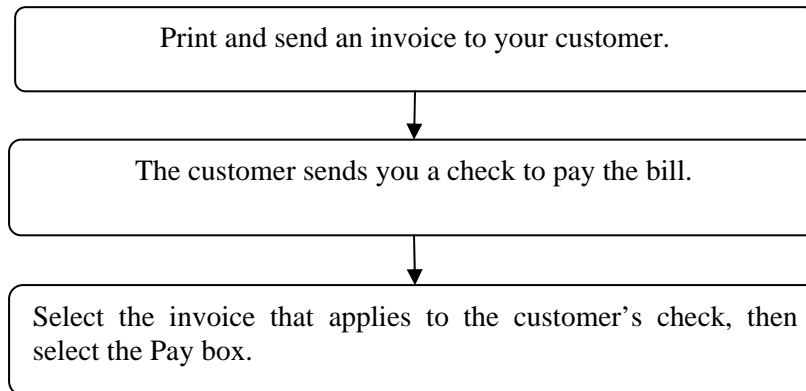 Print and send an invoice to your customer.
The customer sends you a check to pay the bill.
Select the invoice that applies to the customer’s check, then
select the Pay box.